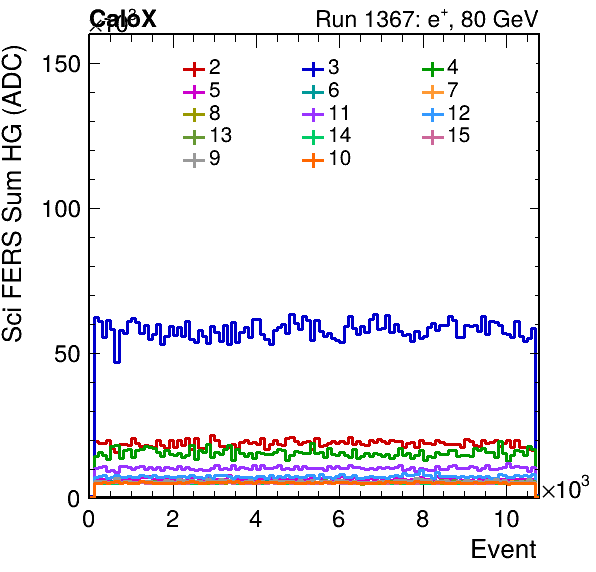 ×10³
CaloX Run 1367: e⁺, 80 GeV
Sci FERS Sum HG (ADC)
150
100
50
0
2 3 4
5 6 7
8 11 12
13 14 15
9 10
0 2 4 6 8 10 ×10³
Event